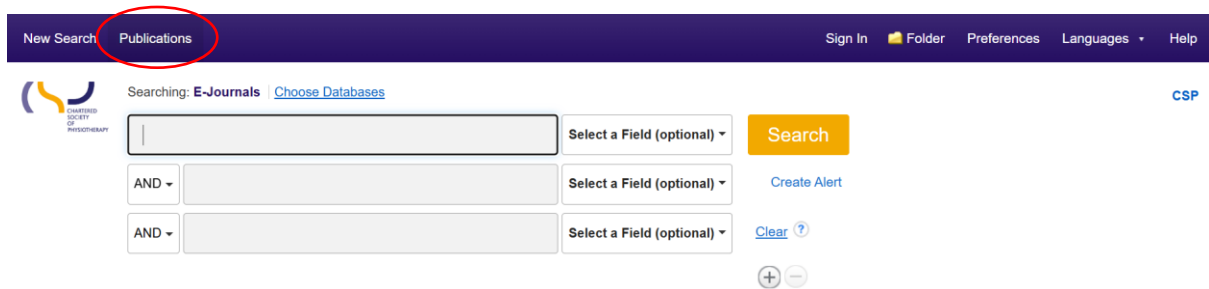 New Search Publications Sign In Folder Preferences Languages Help
CHARTERED
SOCIETY
OF
PHYSIOTHERAPY
Searching: E-Journals Choose Databases
CSP
Select a Field (optional) Search
AND Select a Field (optional) Create Alert
AND Select a Field (optional) Clear ?